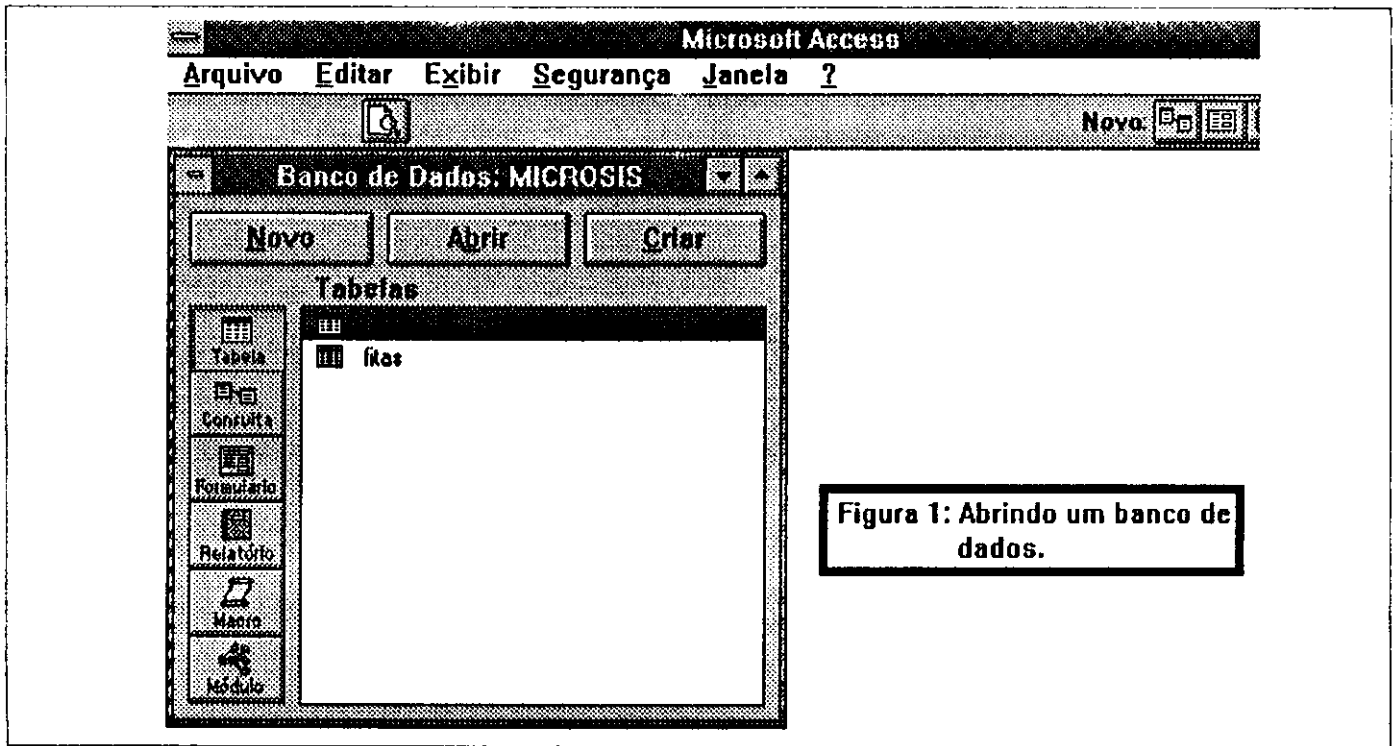 Microsoft Access
Arquivo Editar Exibir Segurança Janela ?
Novo:
Banco de Dados: MICROSIS
Novo Abrir Criar
Tabelas
Tabela
fitas
Consulta
Formulário
Relatório
Macro
Módulo
Figura 1: Abrindo um banco de
dados.